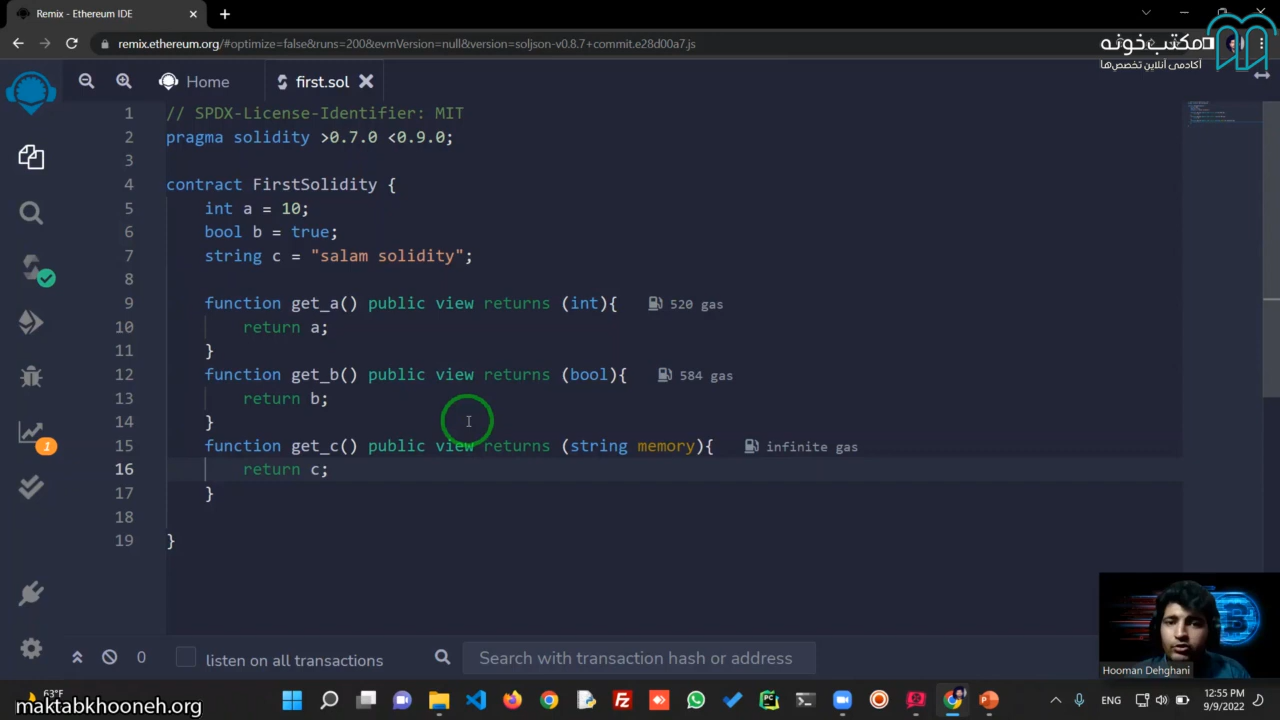 Remix - Ethereum IDE
remix.ethereum.org/#optimize=false&runs=200&evmVersion=null&version=soljson-v0.8.7+commit.e28d00a7.js
مکتب‌خونه
آکادمی آنلاین تخصص‌ها
Home
first.sol
1 // SPDX-License-Identifier: MIT
2 pragma solidity >0.7.0 <0.9.0;
3
4 contract FirstSolidity {
5 int a = 10;
6 bool b = true;
7 string c = "salam solidity";
8
9 function get_a() public view returns (int){ 520 gas
10 return a;
11 }
12 function get_b() public view returns (bool){ 584 gas
13 return b;
14 }
15 function get_c() public view returns (string memory){ infinite gas
16 return c;
17 }
18
19 }
1
0 listen on all transactions Search with transaction hash or address
Hooman Dehghani
63°F
maktabkhooneh.org
ENG
12:55 PM
9/9/2022